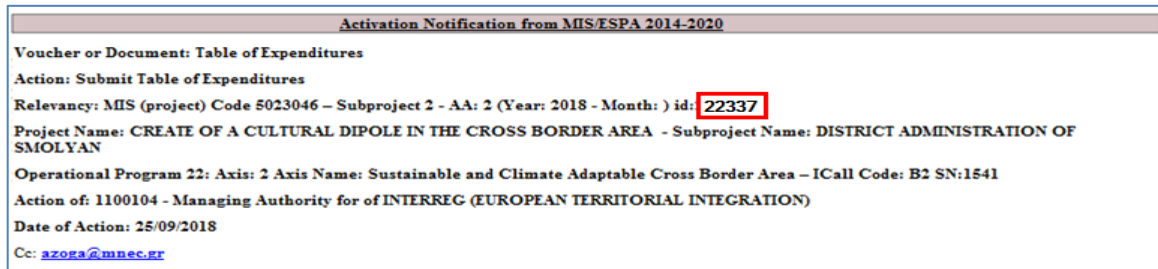 Activation Notification from MIS/ESPA 2014-2020
Voucher or Document: Table of Expenditures
Action: Submit Table of Expenditures
Relevancy: MIS (project) Code 5023046 – Subproject 2 - AA: 2 (Year: 2018 - Month: ) id: 22337
Project Name: CREATE OF A CULTURAL DIPOLE IN THE CROSS BORDER AREA - Subproject Name: DISTRICT ADMINISTRATION OF
SMOLYAN
Operational Program 22: Axis: 2 Axis Name: Sustainable and Climate Adaptable Cross Border Area – ICall Code: B2 SN:1541
Action of: 1100104 - Managing Authority for of INTERREG (EUROPEAN TERRITORIAL INTEGRATION)
Date of Action: 25/09/2018
Cc: azoga@mnec.gr